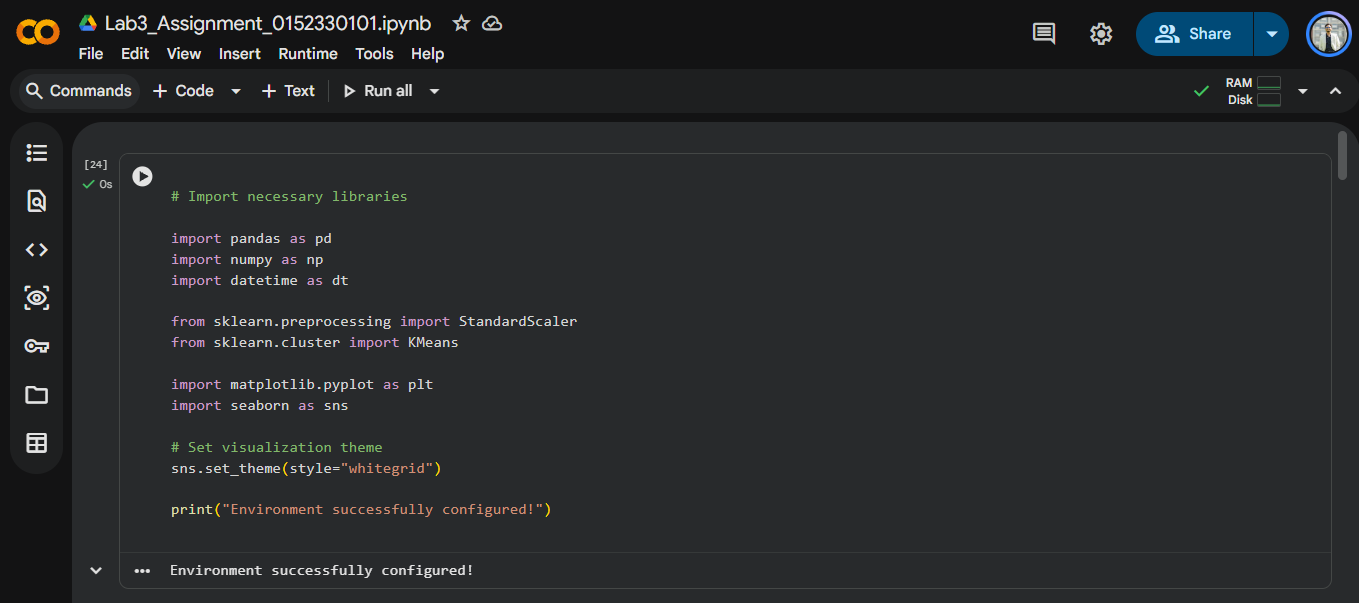 Lab3_Assignment_0152330101.ipynb
File Edit View Insert Runtime Tools Help
Share
Commands + Code + Text Run all
RAM
Disk
[24]
0s
# Import necessary libraries
import pandas as pd
import numpy as np
import datetime as dt
from sklearn.preprocessing import StandardScaler
from sklearn.cluster import KMeans
import matplotlib.pyplot as plt
import seaborn as sns
# Set visualization theme
sns.set_theme(style="whitegrid")
print("Environment successfully configured!")
Environment successfully configured!